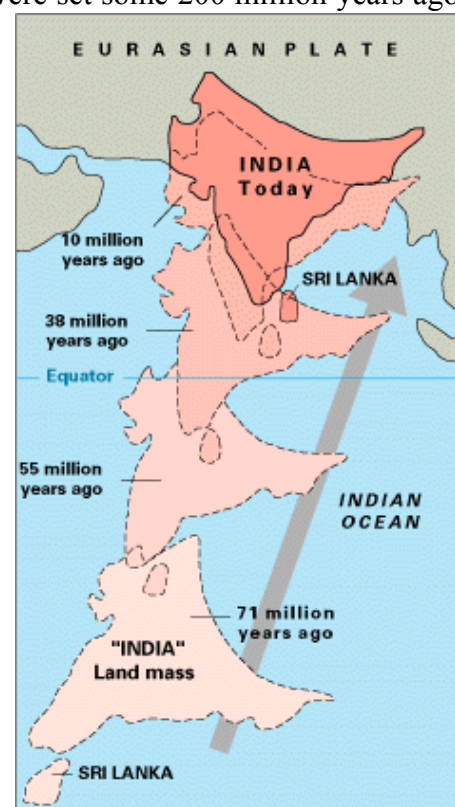 were set some 200 million years ago
EURASIAN PLATE
INDIA
Today
10 million
years ago
SRI LANKA
38 million
years ago
Equator
55 million
years ago
INDIAN
OCEAN
71 million
years ago
"INDIA"
Land mass
SRI LANKA